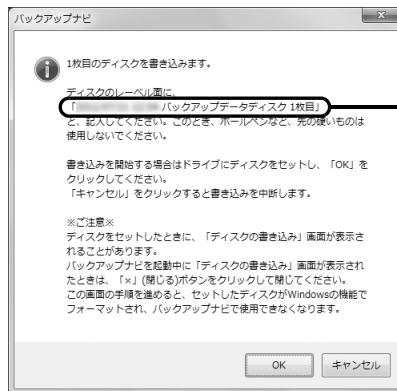 バックアップナビ
1枚目のディスクを書き込みます。
ディスクのレーベル面に、
「 バックアップデータディスク 1枚目」
と、記入してください。このとき、ボールペンなど、先の硬いものは
使用しないでください。
書き込みを開始する場合はドライブにディスクをセットし、「OK」を
クリックしてください。
「キャンセル」をクリックすると書き込みを中断します。
※ご注意※
ディスクをセットしたときに、「ディスクの書き込み」画面が表示さ
れることがあります。
バックアップナビを起動中に「ディスクの書き込み」画面が表示され
たときは、「×」(閉じる)ボタンをクリックして閉じてください。
この画面の手順を進めると、セットしたディスクがWindowsの機能で
フォーマットされ、バックアップナビで使用できなくなります。
OK
キャンセル